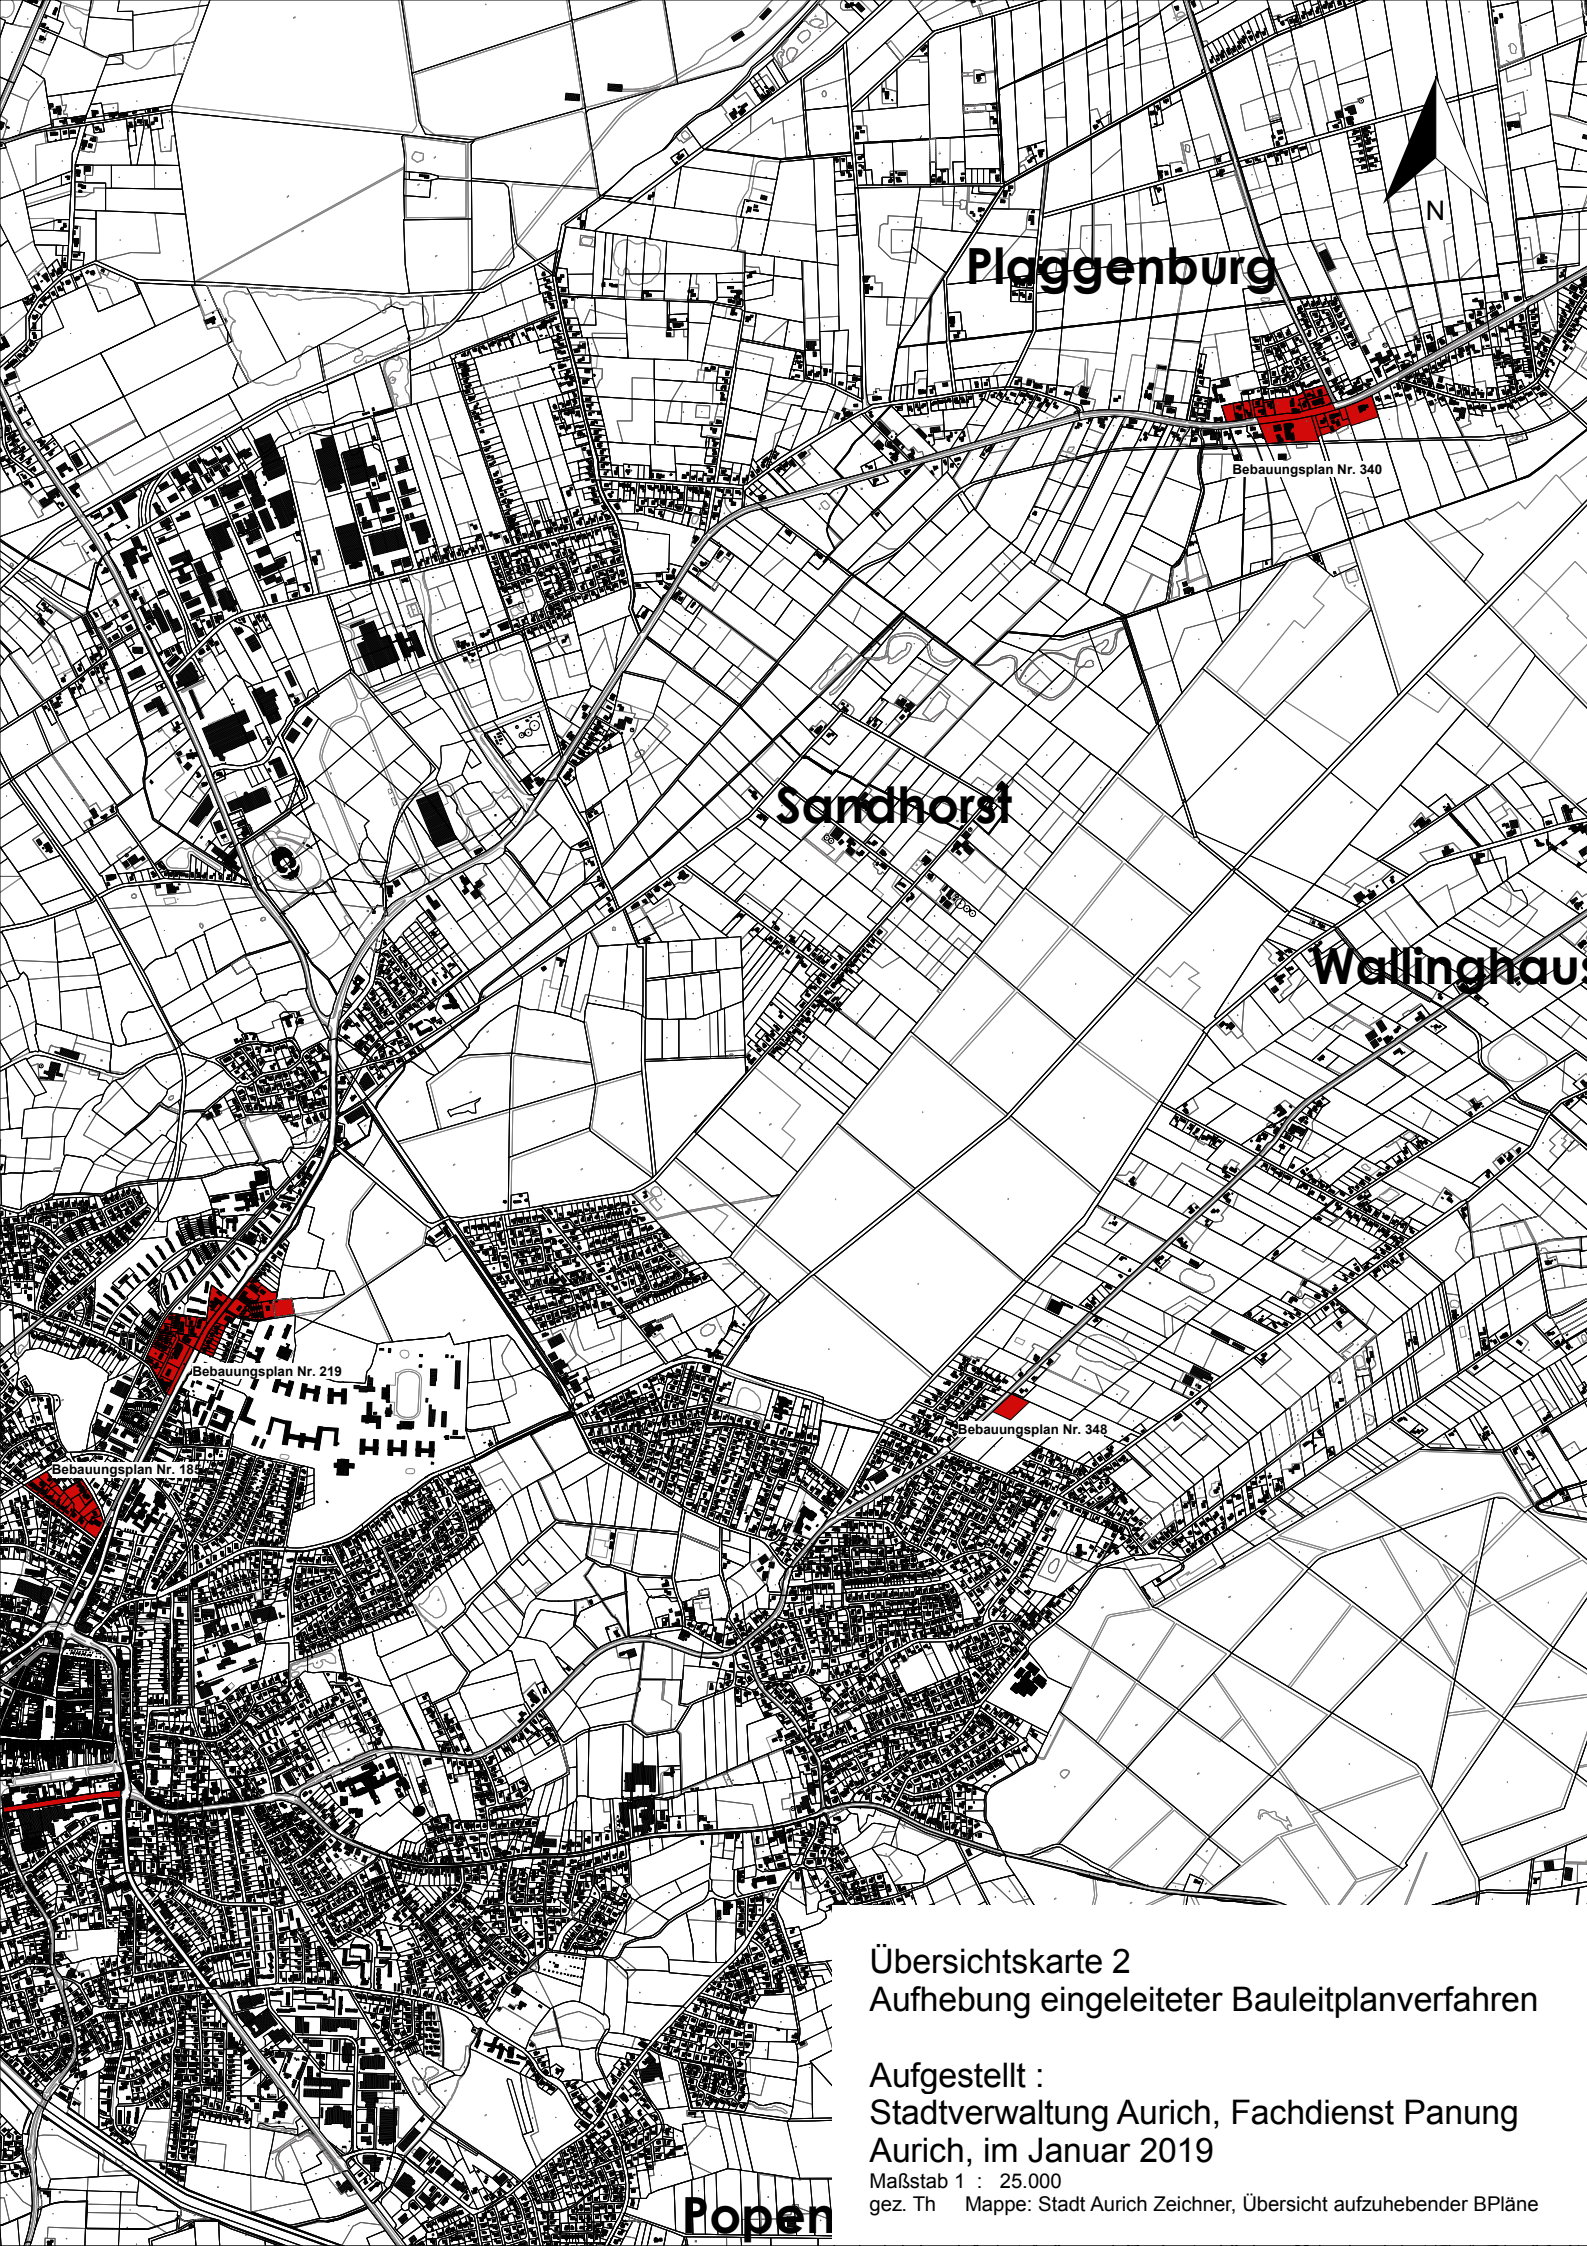 N
Plaggenburg
Bebauungsplan Nr. 340
Sandhorst
Wallinghaus
Bebauungsplan Nr. 219
Bebauungsplan Nr. 348
Bebauungsplan Nr. 185
Übersichtskarte 2
Aufhebung eingeleiteter Bauleitplanverfahren
Aufgestellt :
Stadtverwaltung Aurich, Fachdienst Panung
Aurich, im Januar 2019
Maßstab 1 : 25.000
gez. Th Mappe: Stadt Aurich Zeichner, Übersicht aufzuhebender BPläne
Popen